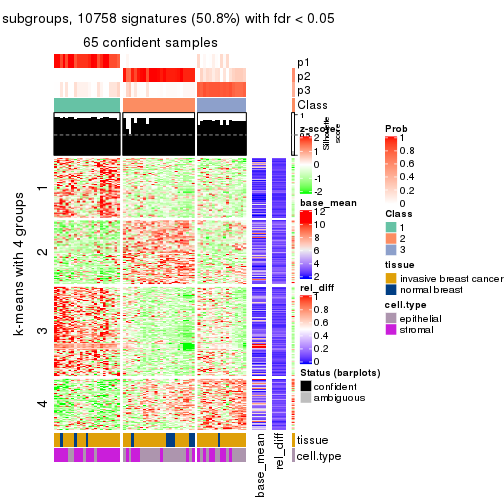 subgroups, 10758 signatures (50.8%) with fdr < 0.05
65 confident samples
p1
p2
p3
Class
1
Silhouette
score
k-means with 4 groups
1
2
3
4
z-score
2
1
0
-1
-2
base_mean
12
10
8
6
4
2
rel_diff
1
0.8
0.6
0.4
0.2
0
Status (barplots)
confident
ambiguous
Prob
1
0.8
0.6
0.4
0.2
0
Class
1
2
3
tissue
invasive breast cancer
normal breast
cell.type
epithelial
stromal
tissue
cell.type
base_mean
rel_diff